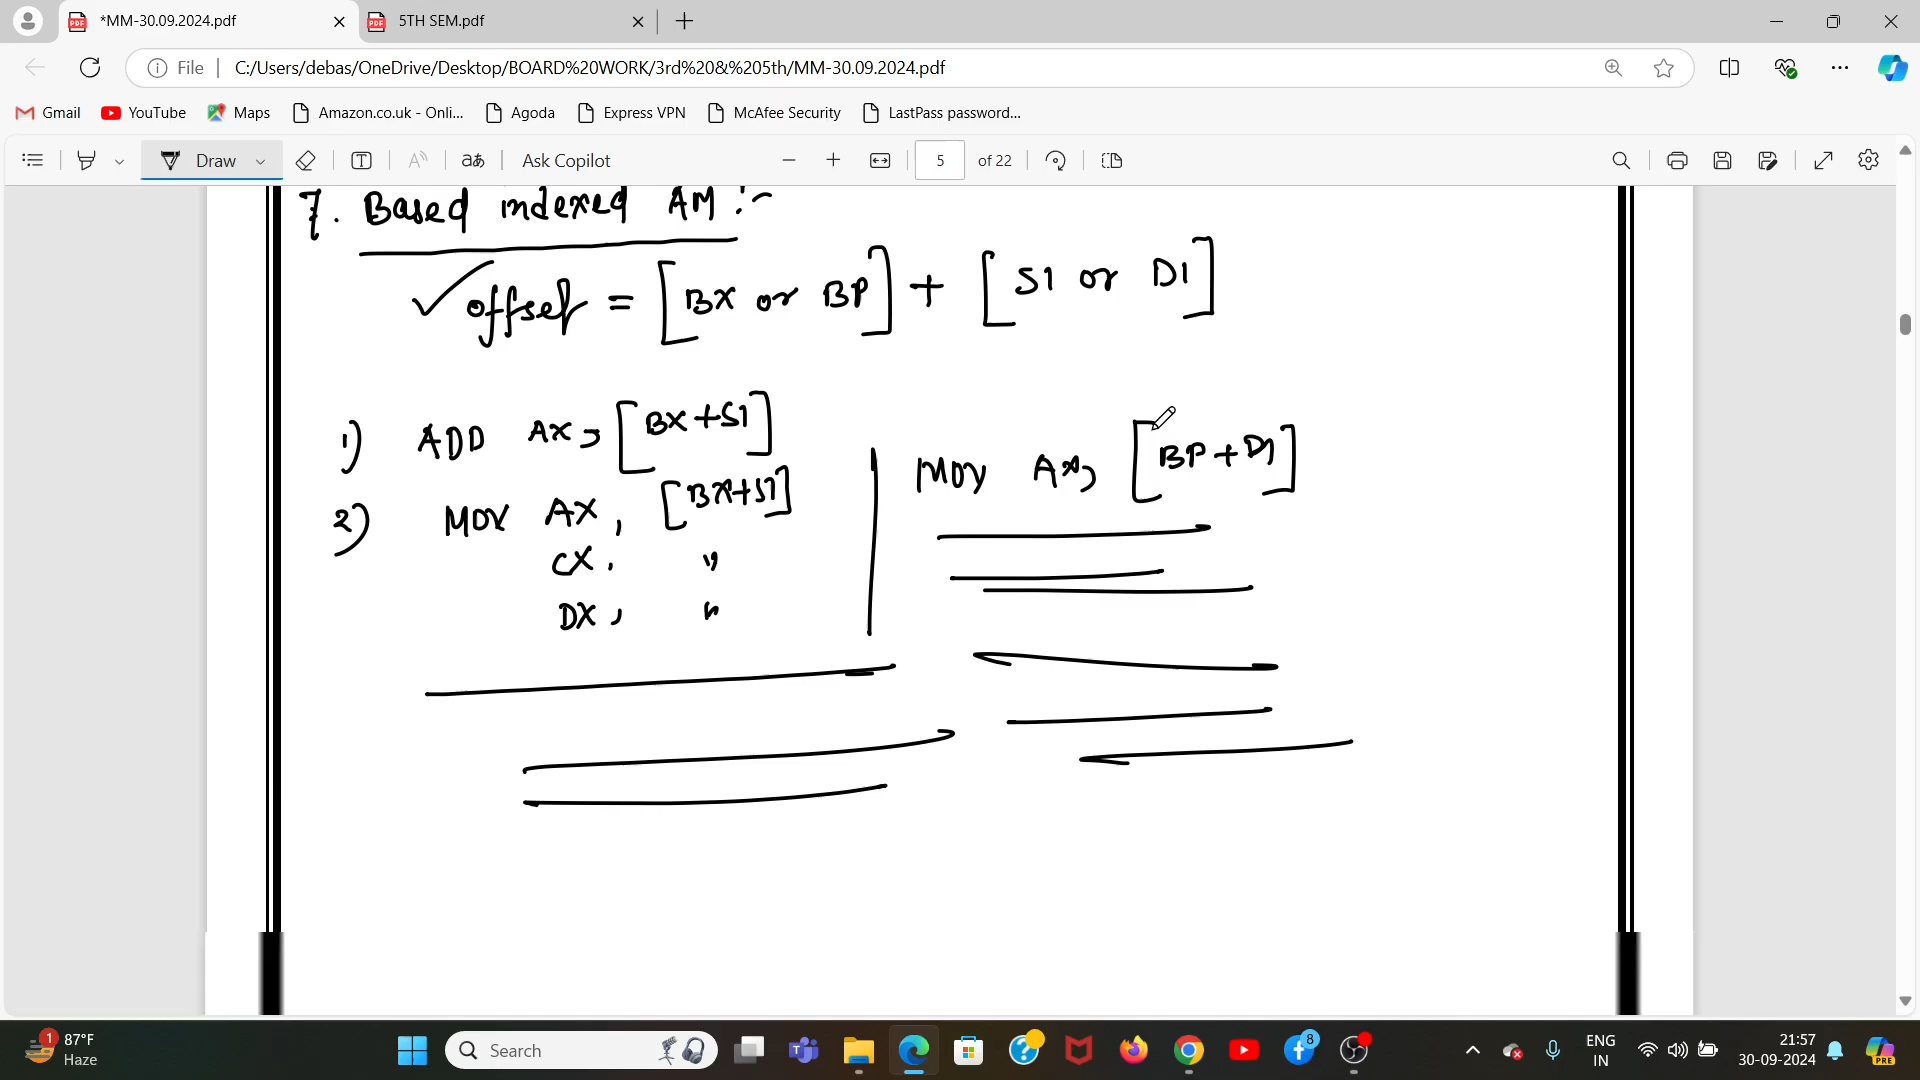 *MM-30.09.2024.pdf
5TH SEM.pdf
File
C:/Users/debas/OneDrive/Desktop/BOARD%20WORK/3rd%20&%205th/MM-30.09.2024.pdf
Gmail
YouTube
Maps
Amazon.co.uk - Onli...
Agoda
Express VPN
McAfee Security
LastPass password...
Draw
Ask Copilot
5 of 22
7. Based indexed AM :-
offset = [BX or BP] + [SI or DI]
1) ADD AX, [BX+SI]
2) MOV AX, [BX+SI]
CX, "
DX, "
MOV AX, [BP+DI]
1
87°F
Haze
Search
8
ENG
IN
21:57
30-09-2024
PRE